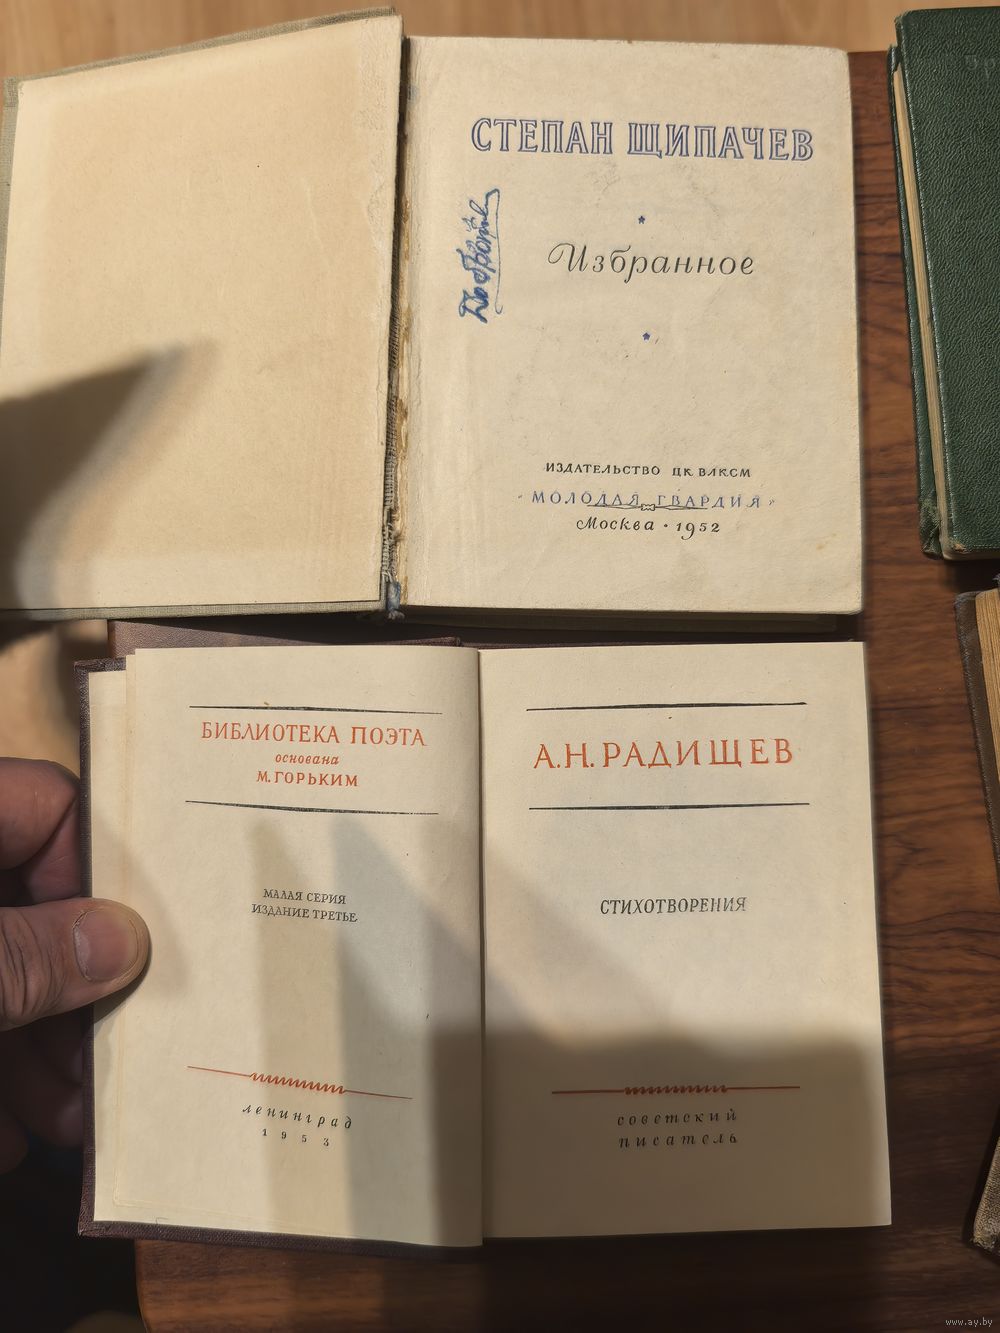 СТЕПАН ЩИПАЧЕВ
Избранное
ИЗДАТЕЛЬСТВО ЦК ВЛКСМ
"МОЛОДАЯ ГВАРДИЯ"
Москва • 1952
БИБЛИОТЕКА ПОЭТА
основана
М. ГОРЬКИМ
МАЛАЯ СЕРИЯ
ИЗДАНИЕ ТРЕТЬЕ
ленинград
1953
А.Н. РАДИЩЕВ
СТИХОТВОРЕНИЯ
советский
писатель
www.ay.by